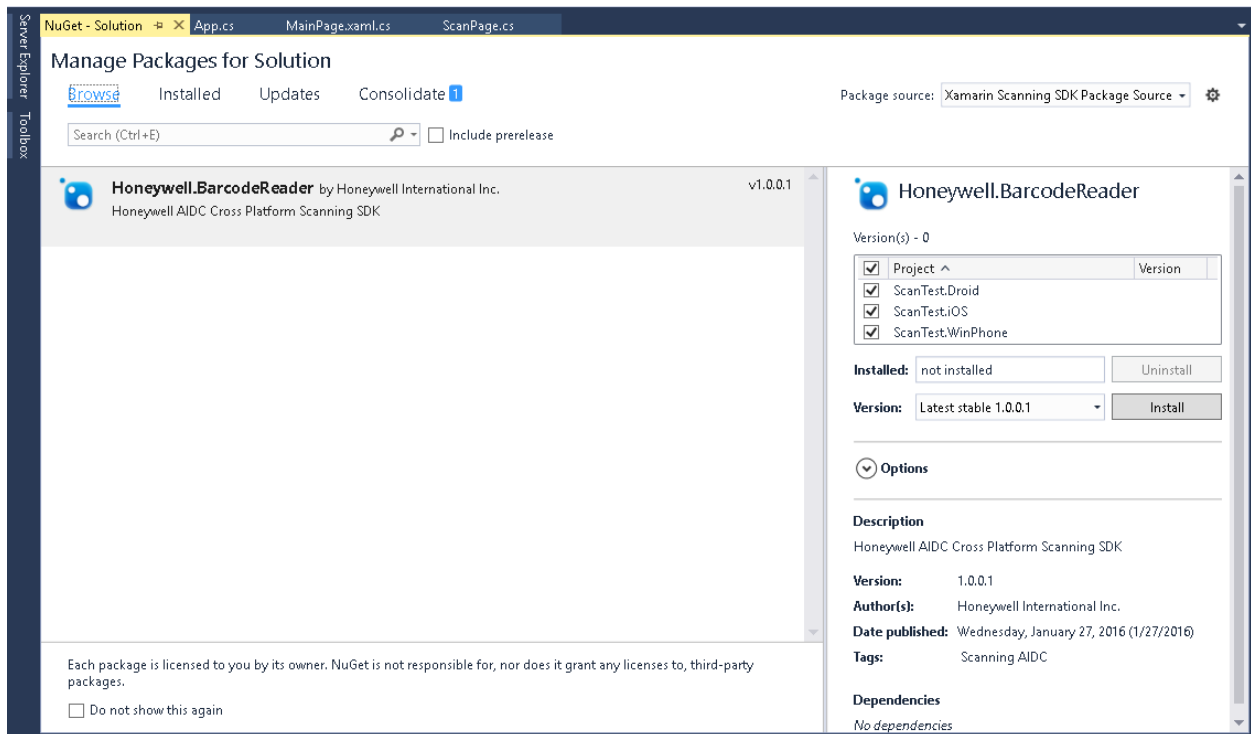 Server Explorer
Toolbox
NuGet - Solution App.cs MainPage.xaml.cs ScanPage.cs
Manage Packages for Solution
Browse Installed Updates Consolidate 1
Package source: Xamarin Scanning SDK Package Source
Search (Ctrl+E) Include prerelease
Honeywell.BarcodeReader by Honeywell International Inc. v1.0.0.1
Honeywell AIDC Cross Platform Scanning SDK
Each package is licensed to you by its owner. NuGet is not responsible for, nor does it grant any licenses to, third-party
packages.
Do not show this again
Honeywell.BarcodeReader
Version(s) - 0
Project Version
ScanTest.Droid
ScanTest.iOS
ScanTest.WinPhone
Installed: not installed Uninstall
Version: Latest stable 1.0.0.1 Install
Options
Description
Honeywell AIDC Cross Platform Scanning SDK
Version: 1.0.0.1
Author(s): Honeywell International Inc.
Date published: Wednesday, January 27, 2016 (1/27/2016)
Tags: Scanning AIDC
Dependencies
No dependencies